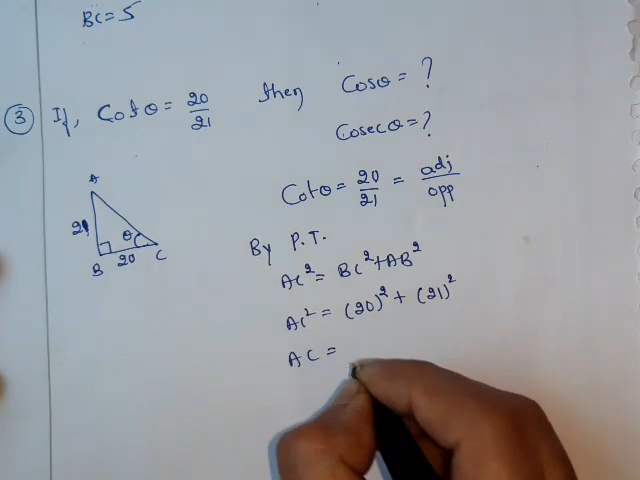 BC = 5
③ If, Cot θ = 20/21 then Cosθ = ?
Cosecθ = ?
Cotθ = 20/21 = adj/opp
A
21
θ
B 20 C
By P.T.
AC² = BC² + AB²
AC² = (20)² + (21)²
AC =